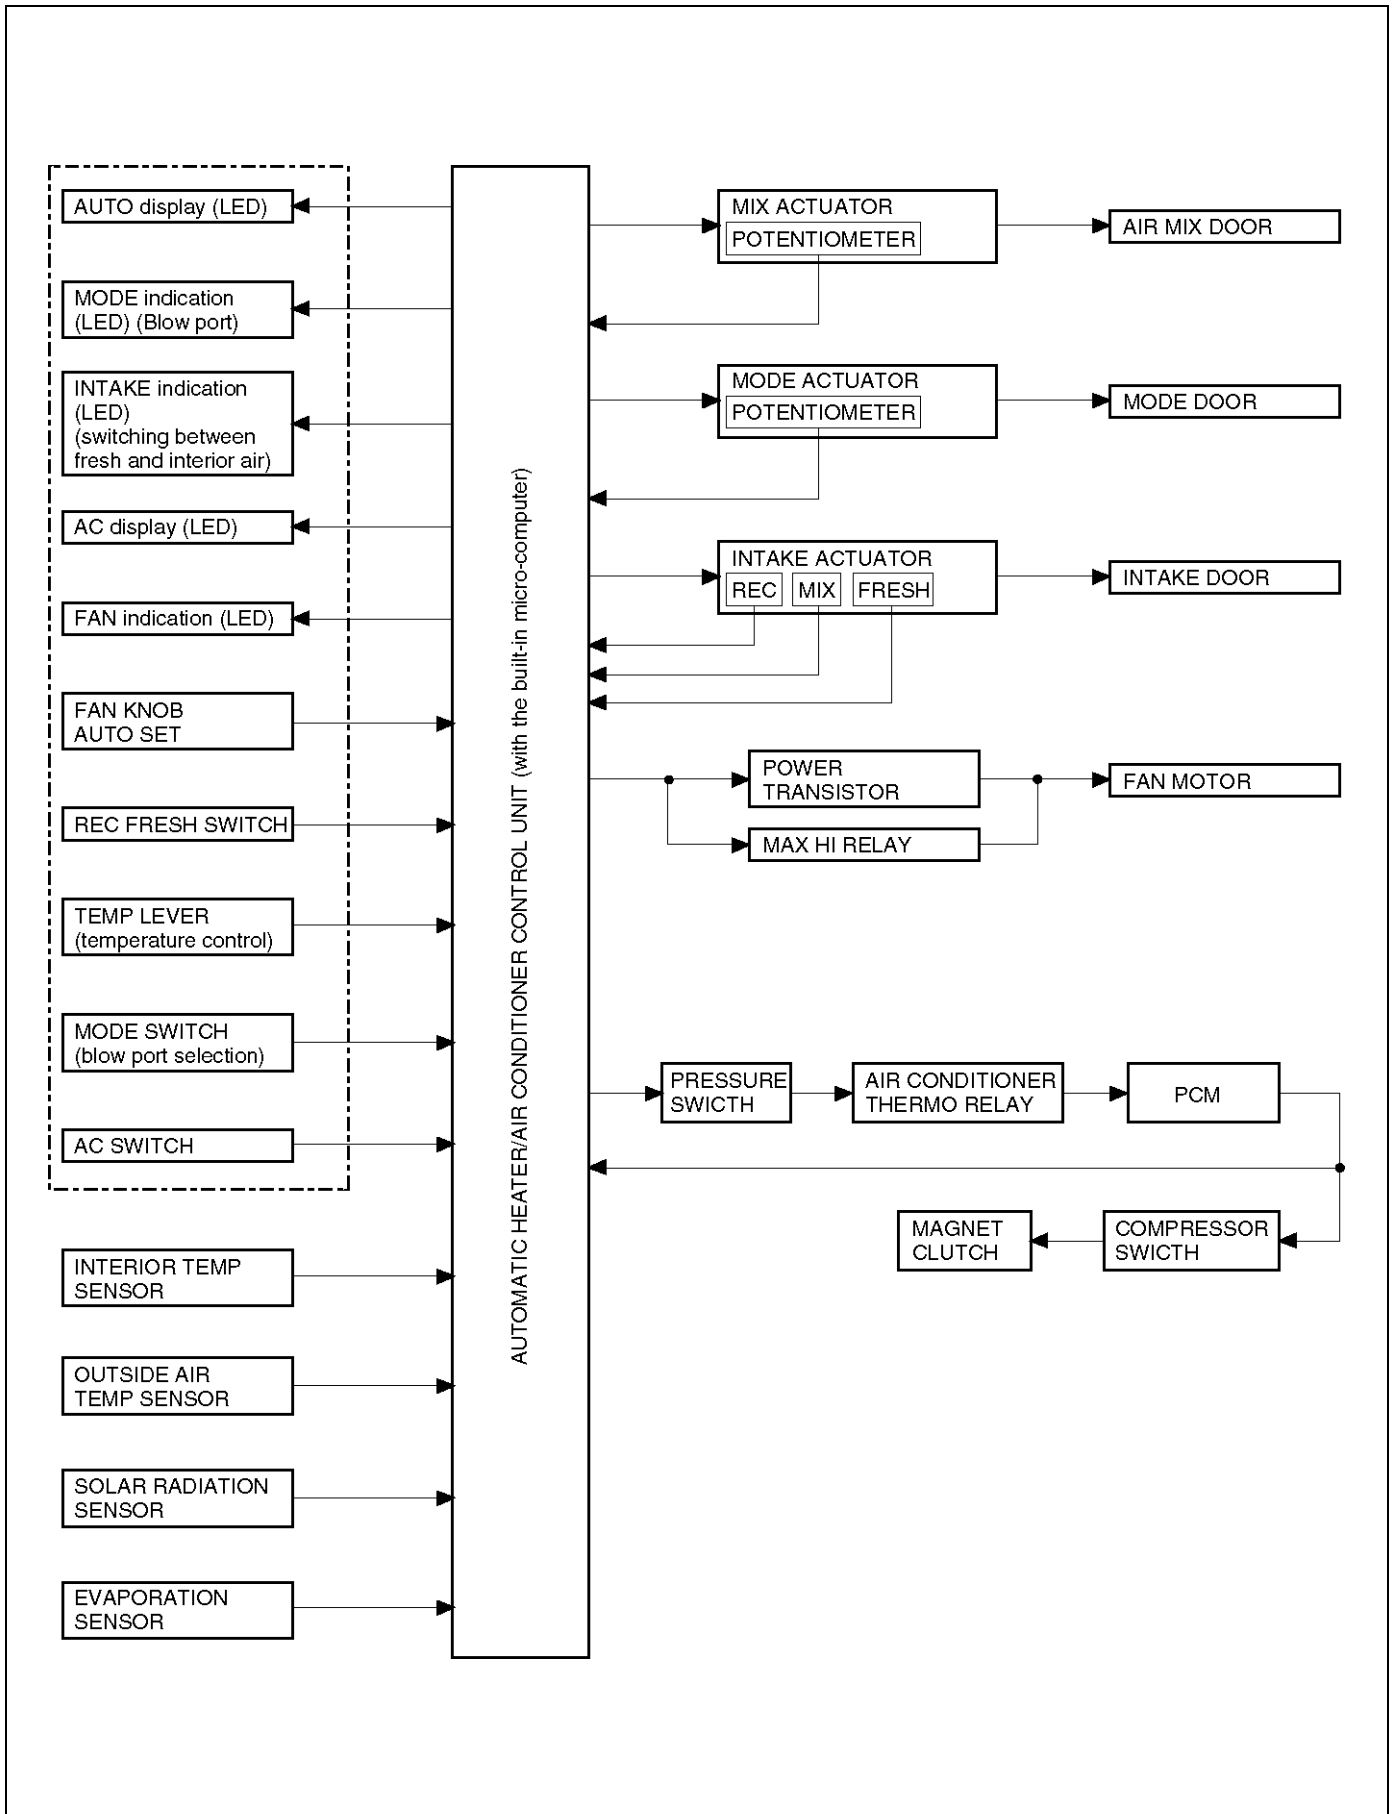 AUTO display (LED)
MODE indication
(LED) (Blow port)
INTAKE indication
(LED)
(switching between
fresh and interior air)
AC display (LED)
FAN indication (LED)
FAN KNOB
AUTO SET
REC FRESH SWITCH
TEMP LEVER
(temperature control)
MODE SWITCH
(blow port selection)
AC SWITCH
INTERIOR TEMP
SENSOR
OUTSIDE AIR
TEMP SENSOR
SOLAR RADIATION
SENSOR
EVAPORATION
SENSOR
AUTOMATIC HEATER/AIR CONDITIONER CONTROL UNIT (with the built-in micro-computer)
MIX ACTUATOR
POTENTIOMETER
AIR MIX DOOR
MODE ACTUATOR
POTENTIOMETER
MODE DOOR
INTAKE ACTUATOR
REC MIX FRESH
INTAKE DOOR
POWER
TRANSISTOR
FAN MOTOR
MAX HI RELAY
PRESSURE
SWICTH
AIR CONDITIONER
THERMO RELAY
PCM
MAGNET
CLUTCH
COMPRESSOR
SWICTH